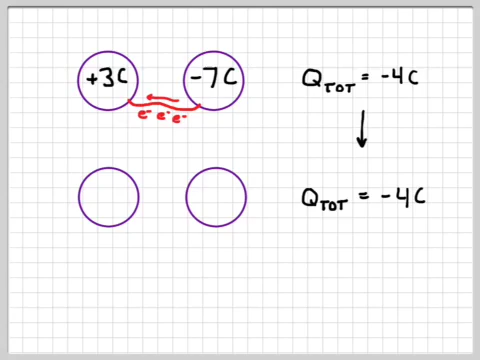 +3C -7C Q_TOT = -4C
e⁻ e⁻ e⁻
Q_TOT = -4C